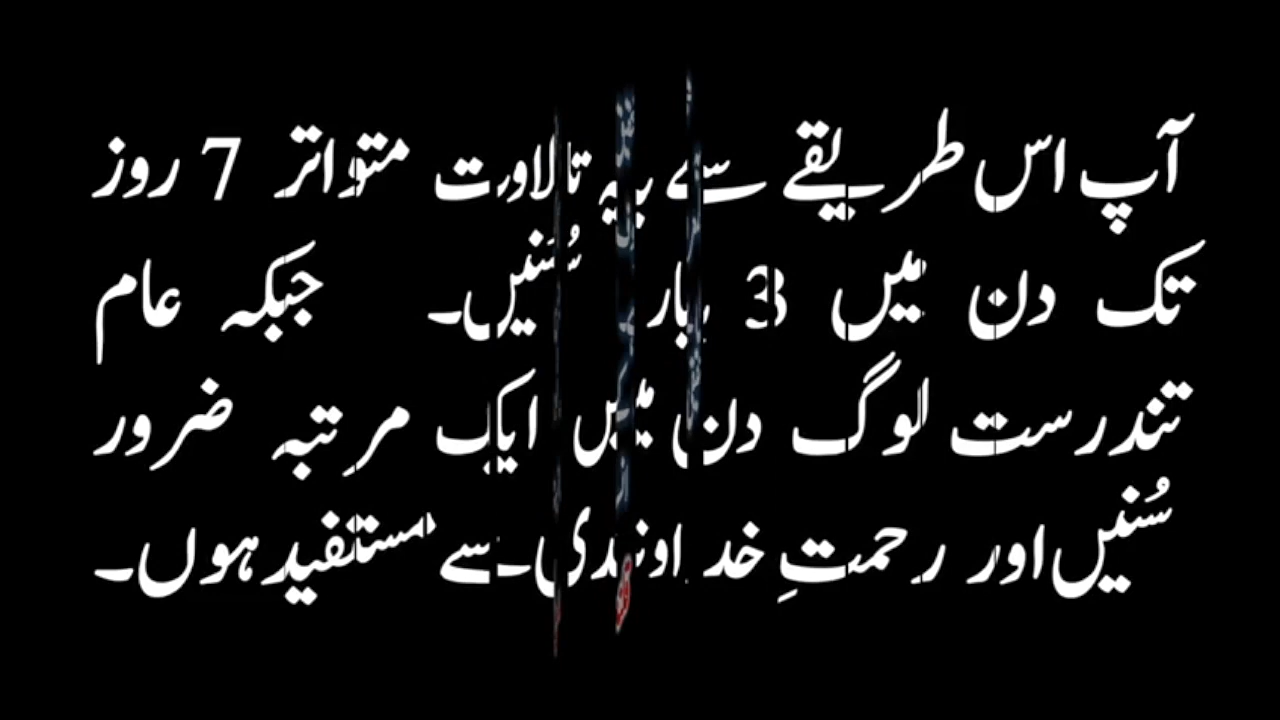 آپ اس طریقے سے یہ تلاوت متواتر 7 روز
تک دن میں 3 بار سُنیں۔ جبکہ عام
تندرست لوگ دن میں ایک مرتبہ ضرور
سُنیں اور رحمتِ خداوندی سے مستفید ہوں۔